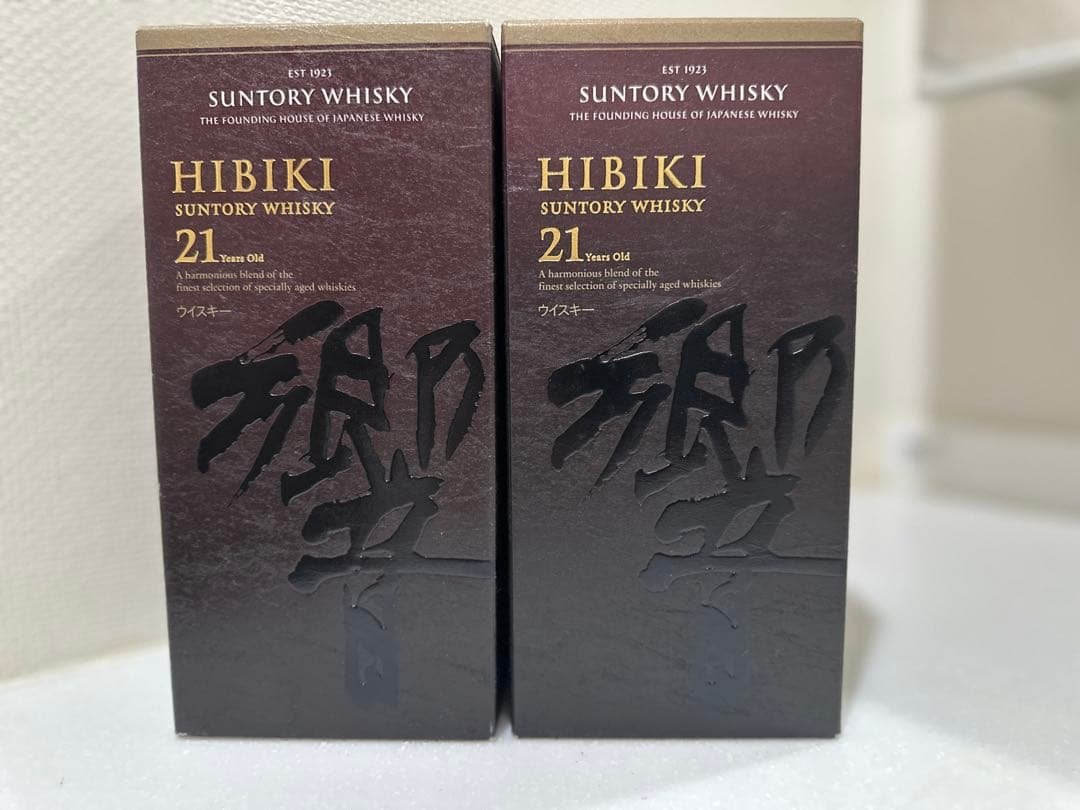 EST 1923
SUNTORY WHISKY
THE FOUNDING HOUSE OF JAPANESE WHISKY
HIBIKI
SUNTORY WHISKY
21 Years Old
A harmonious blend of the
finest selection of specially aged whiskies
ウイスキー
響
EST 1923
SUNTORY WHISKY
THE FOUNDING HOUSE OF JAPANESE WHISKY
HIBIKI
SUNTORY WHISKY
21 Years Old
A harmonious blend of the
finest selection of specially aged whiskies
ウイスキー
響